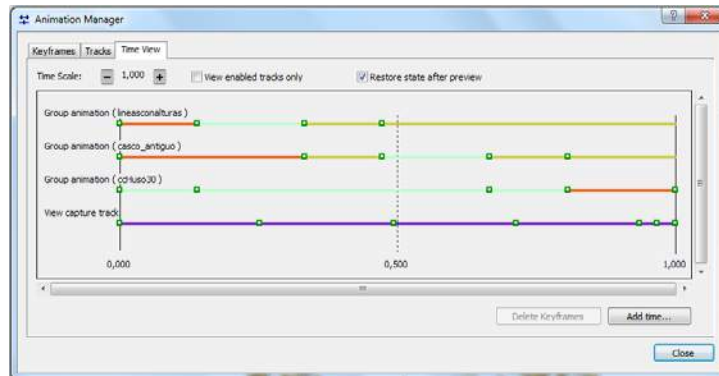 Animation Manager
Keyframes Tracks Time View
Time Scale: 1,000 View enabled tracks only Restore state after preview
Group animation ( lineasconalturas )
Group animation ( casco_antiguo )
Group animation ( ccHuso30 )
View capture track
0,000 0,500 1,000
Delete Keyframes Add time...
Close